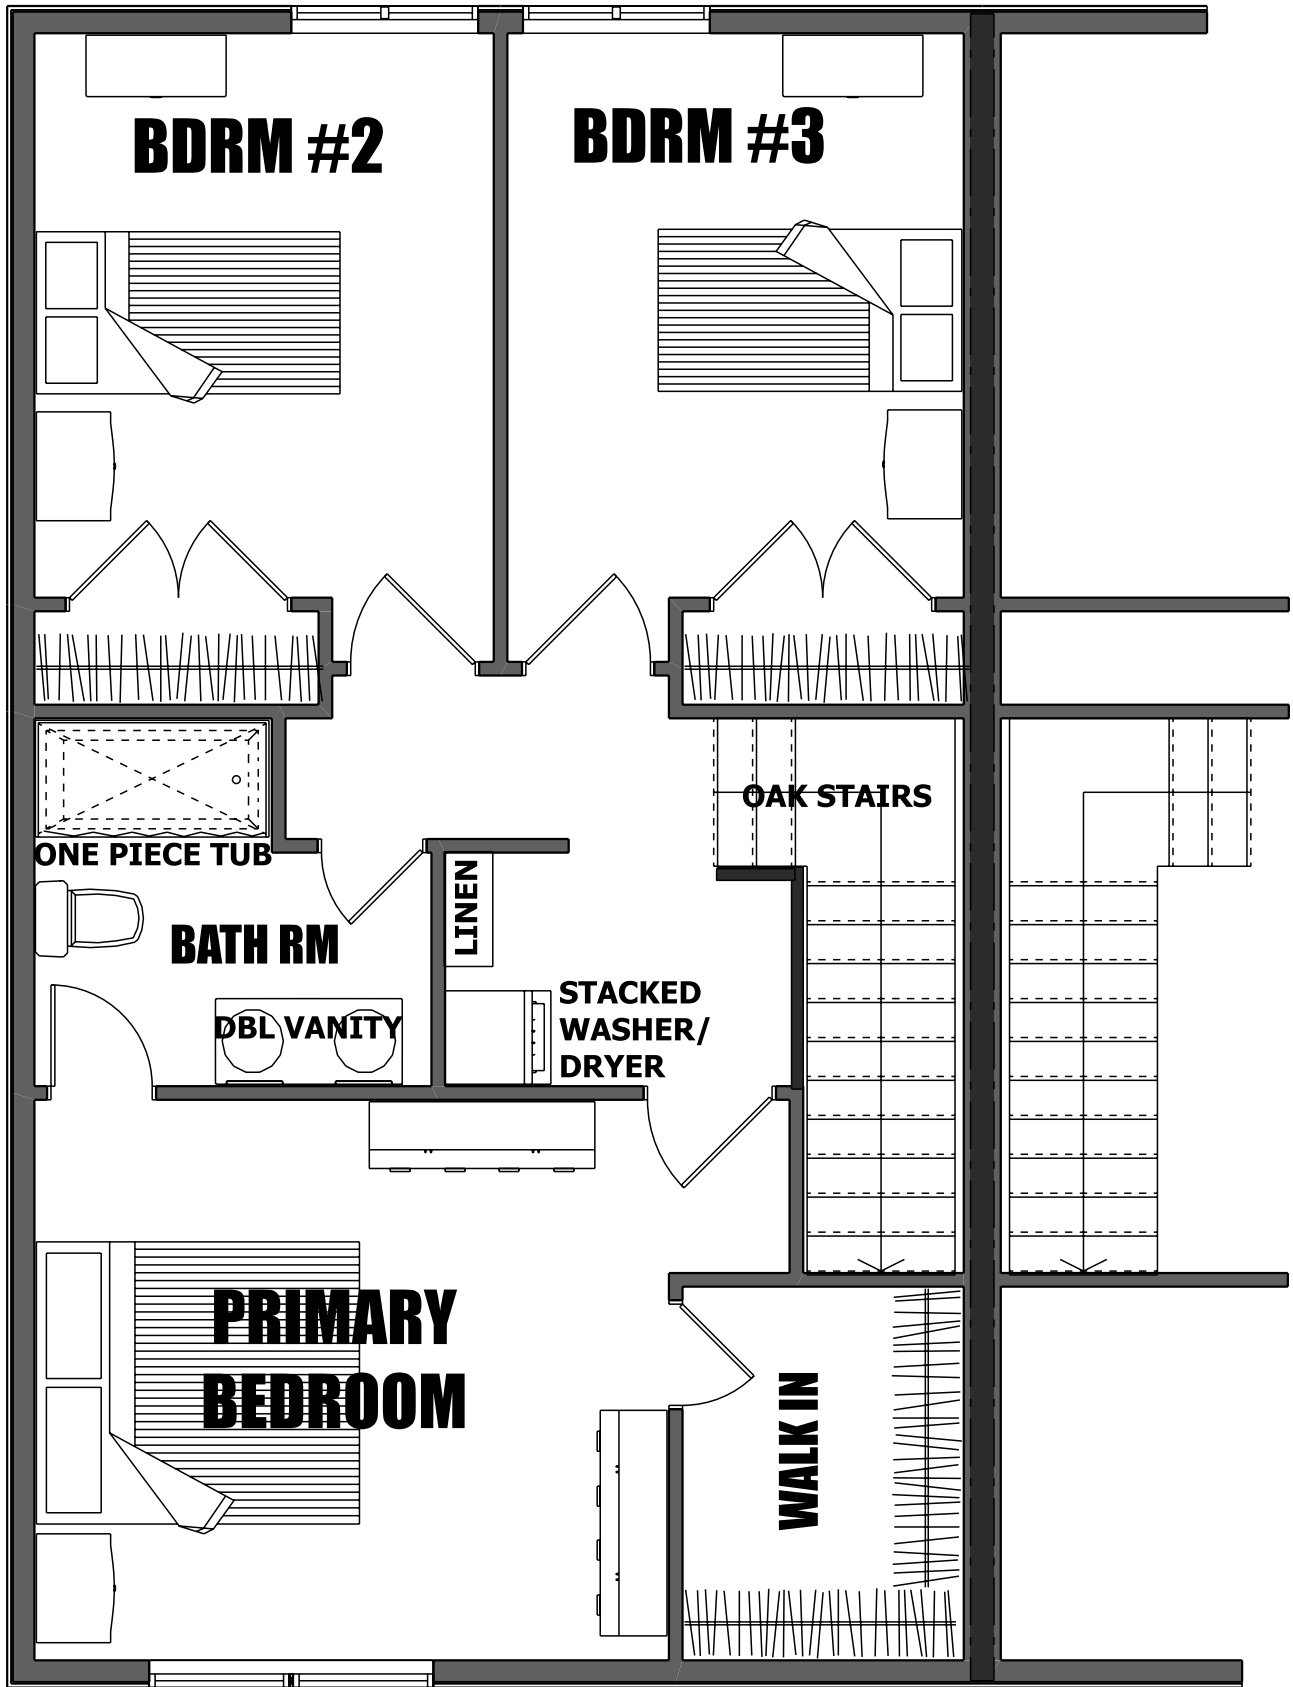 BDRM #2
BDRM #3
OAK STAIRS
ONE PIECE TUB
LINEN
BATH RM
STACKED
WASHER/
DRYER
DBL VANITY
PRIMARY
BEDROOM
WALK IN